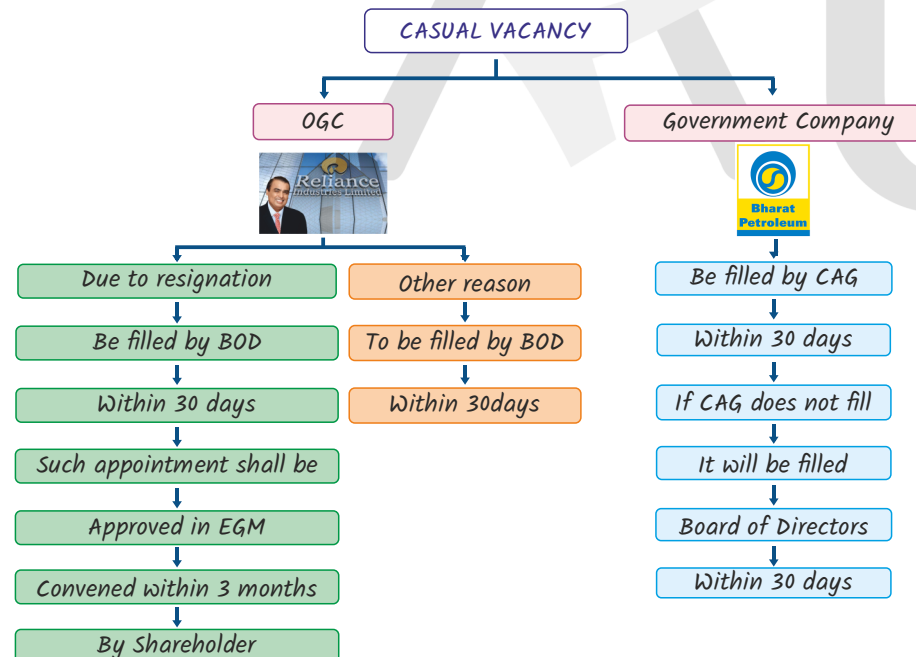 CASUAL VACANCY
OGC
Reliance
Industries Limited
Due to resignation
Be filled by BOD
Within 30 days
Such appointment shall be
Approved in EGM
Convened within 3 months
By Shareholder
Other reason
To be filled by BOD
Within 30days
Government Company
Bharat
Petroleum
Be filled by CAG
Within 30 days
If CAG does not fill
It will be filled
Board of Directors
Within 30 days